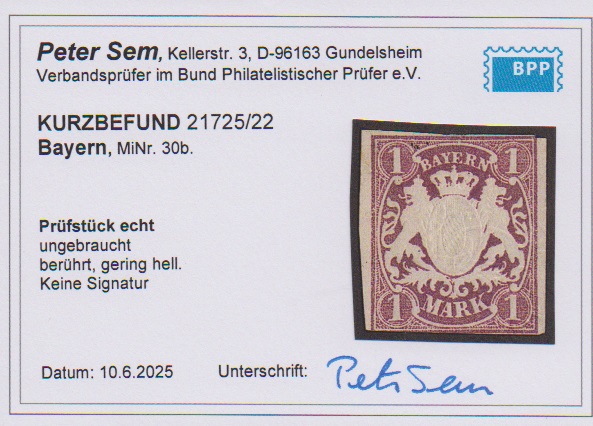 Peter Sem, Kellerstr. 3, D-96163 Gundelsheim
Verbandsprüfer im Bund Philatelistischer Prüfer e.V.
BPP
KURZBEFUND 21725/22
Bayern, MiNr. 30b.
1 BAYERN 1
1 MARK 1
Prüfstück echt
ungebraucht
berührt, gering hell.
Keine Signatur
Datum: 10.6.2025 Unterschrift: Peter Sem